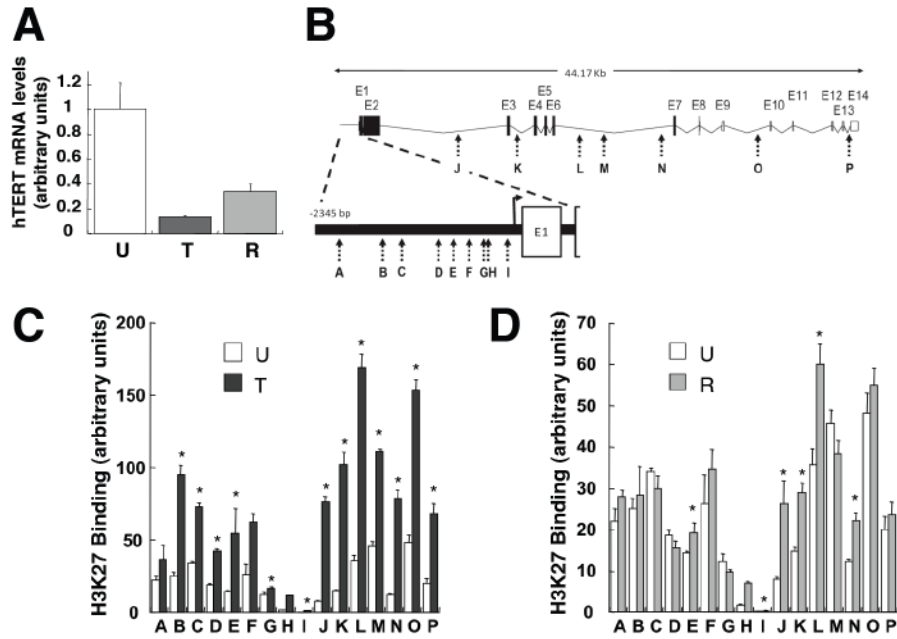 A
hTERT mRNA levels
(arbitrary units)
1.2
1
0.8
0.6
0.4
0.2
0
U T R
B
44.17Kb
E1
E2
E3 E4 E5 E6 E7 E8 E9 E10 E11 E12 E13 E14
J K L M N O P
-2345 bp
E1
A B C D E F G H I
C
H3K27 Binding (arbitrary units)
200
150
100
50
0
U
T
* * * * * * * * * * * * * *
A B C D E F G H I J K L M N O P
D
H3K27 Binding (arbitrary units)
70
60
50
40
30
20
10
0
U
R
* * * * * *
A B C D E F G H I J K L M N O P